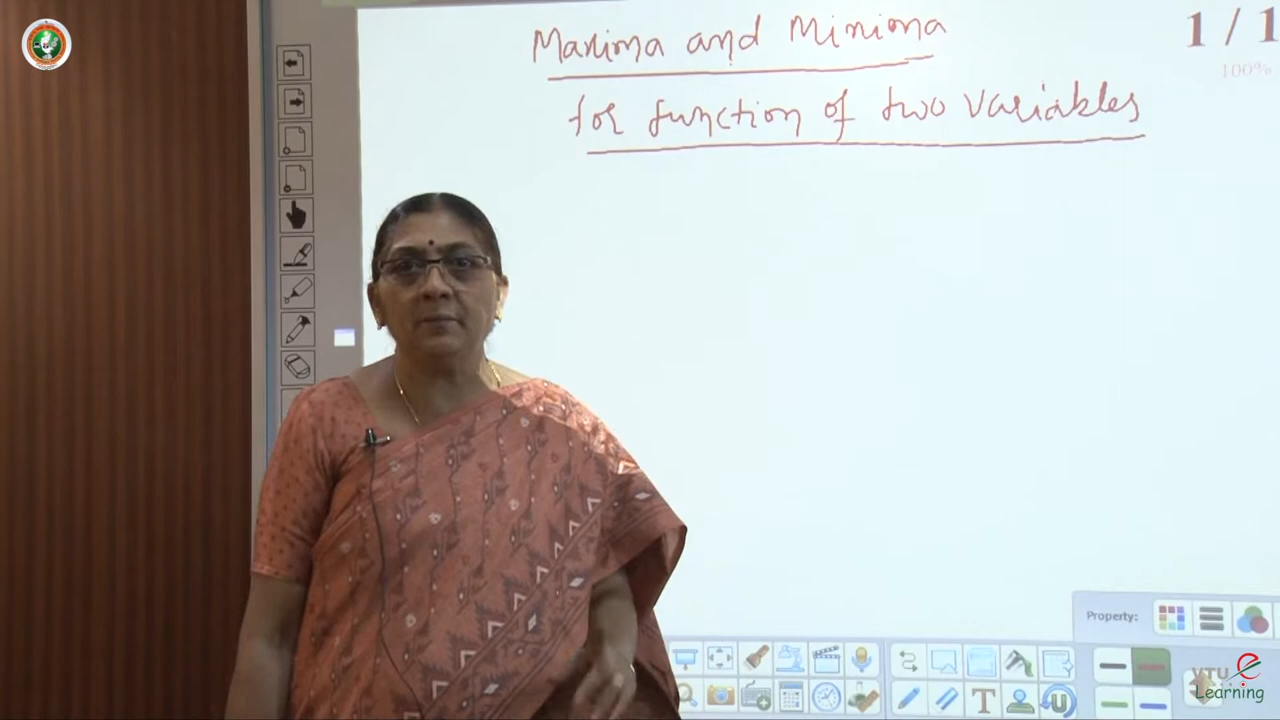 Maxima and Minima
for function of two variables
1 / 1
100%
Property:
T
VTU e
Learning